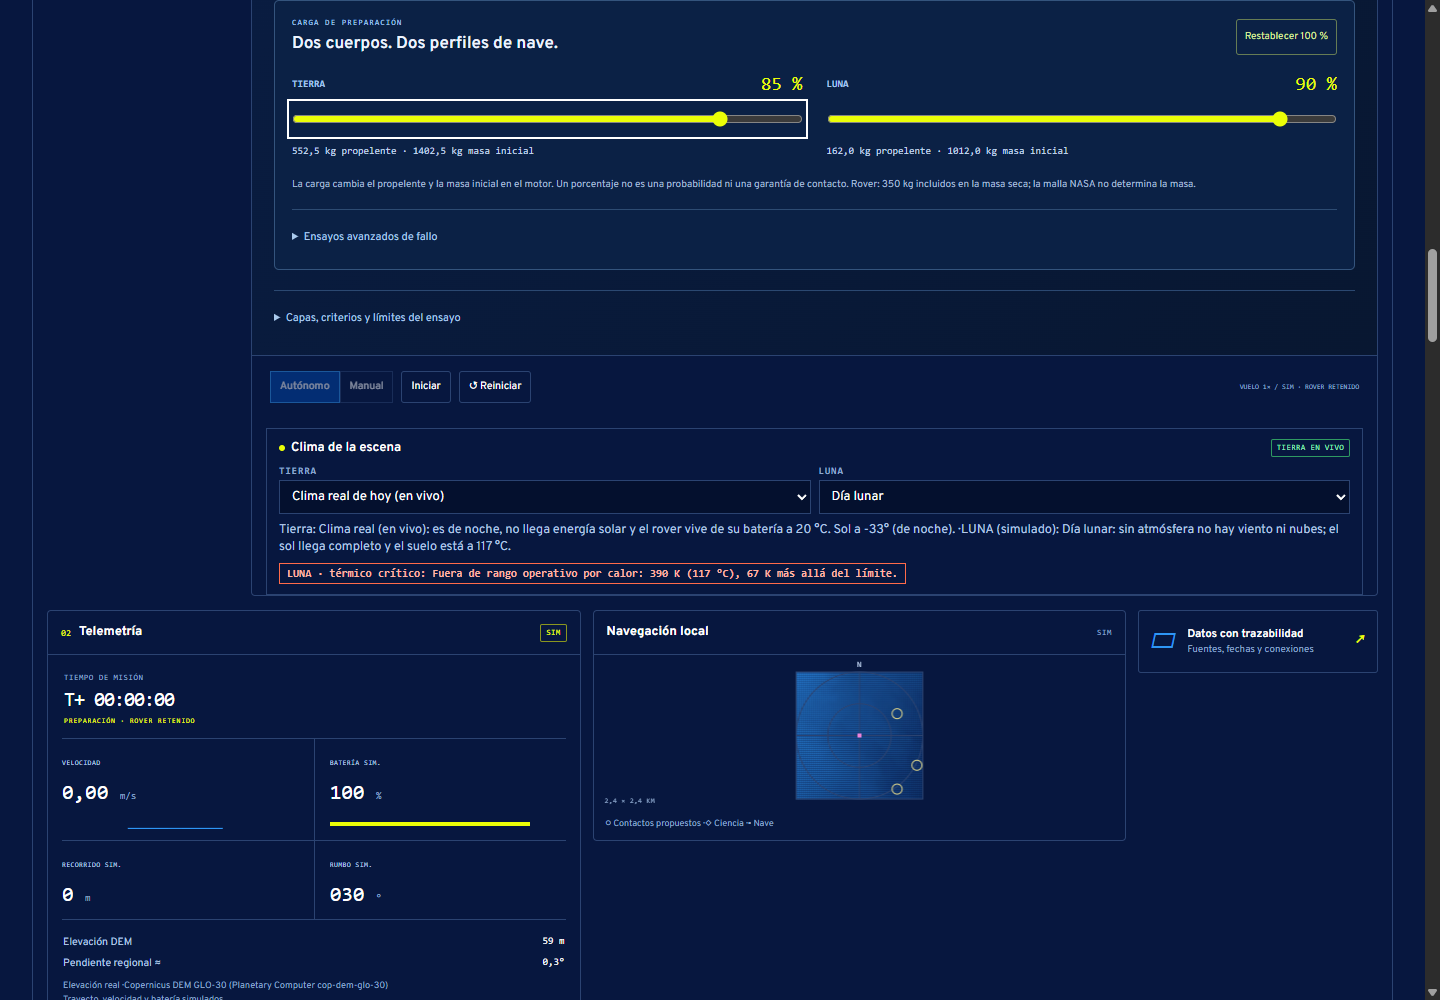 CARGA DE PREPARACIÓN
Dos cuerpos. Dos perfiles de nave.
Restablecer 100 %
TIERRA
85 %
LUNA
90 %
552,5 kg propelente · 1402,5 kg masa inicial
162,0 kg propelente · 1012,0 kg masa inicial
La carga cambia el propelente y la masa inicial en el motor. Un porcentaje no es una probabilidad ni una garantía de contacto. Rover: 350 kg incluidos en la masa seca; la malla NASA no determina la masa.
▶ Ensayos avanzados de fallo
▶ Capas, criterios y límites del ensayo
Autónomo
Manual
Iniciar
↺ Reiniciar
VUELO 1× / SIM · ROVER RETENIDO
Clima de la escena
TIERRA EN VIVO
TIERRA
LUNA
Clima real de hoy (en vivo)
Día lunar
Tierra: Clima real (en vivo): es de noche, no llega energía solar y el rover vive de su batería a 20 °C. Sol a -33° (de noche). ·LUNA (simulado): Día lunar: sin atmósfera no hay viento ni nubes; el
sol llega completo y el suelo está a 117 °C.
LUNA · térmico crítico: Fuera de rango operativo por calor: 390 K (117 °C), 67 K más allá del límite.
02 Telemetría
SIM
TIEMPO DE MISIÓN
T+ 00:00:00
PREPARACIÓN · ROVER RETENIDO
VELOCIDAD
0,00 m/s
BATERÍA SIM.
100 %
RECORRIDO SIM.
0 m
RUMBO SIM.
030 °
Elevación DEM
59 m
Pendiente regional ≈
0,3°
Elevación real ·Copernicus DEM GLO-30 (Planetary Computer cop-dem-glo-30)
Trayecto, velocidad y batería simulados
Navegación local
SIM
N
2,4 × 2,4 KM
○ Contactos propuestos ·◇ Ciencia → Nave
Datos con trazabilidad
Fuentes, fechas y conexiones
↗